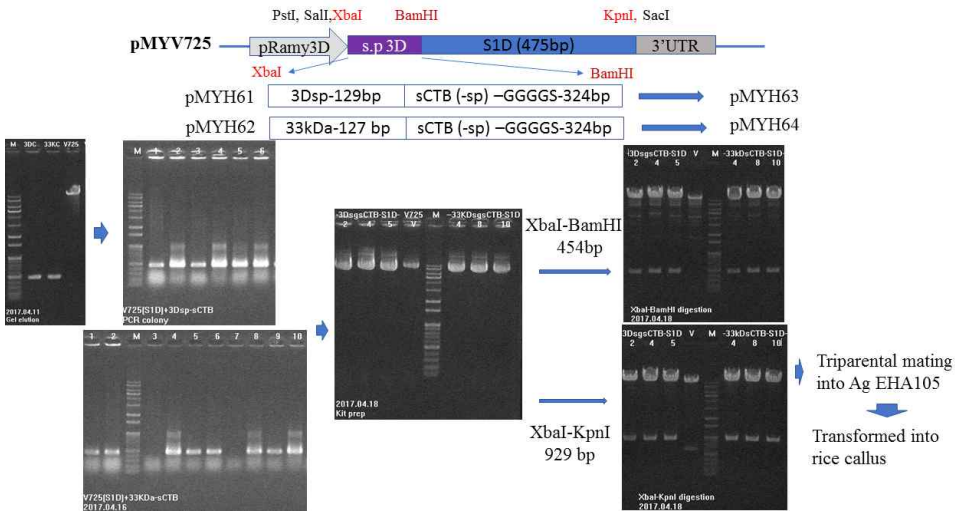 PstI, SalI,XbaI BamHI KpnI, SacI
pMYV725 pRamy3D s.p 3D S1D (475bp) 3’UTR
XbaI BamHI
pMYH61 3Dsp-129bp sCTB (-sp) –GGGGS-324bp pMYH63
pMYH62 33kDa-127 bp sCTB (-sp) –GGGGS-324bp pMYH64
M 3DC 33KC V725
2017.04.11
Gel elution
M 1 2 3 4 5 6
V725[S1D]+3Dsp-sCTB
PCR colony
1 2 M 3 4 5 6 7 8 9 10
V725[S1D]+33KDa-sCTB
2017.04.16
-3DsgsCTB-S1D- V725 M -33KDsgsCTB-S1D
2 4 5 V 4 8 10
2017.04.18
Kit prep
XbaI-BamHI
454bp
-3DsgsCTB-S1D V M -33kDsCTB-S1D-
2 4 5 4 8 10
XbaI-BamHI digestion
2017.04.18
XbaI-KpnI
929 bp
3DsgsCTB-S1D V M -33kDsCTB-S1D-
2 4 5 4 8 10
XbaI-KpnI digestion
2017.04.18
Triparental mating
into Ag EHA105
Transformed into
rice callus